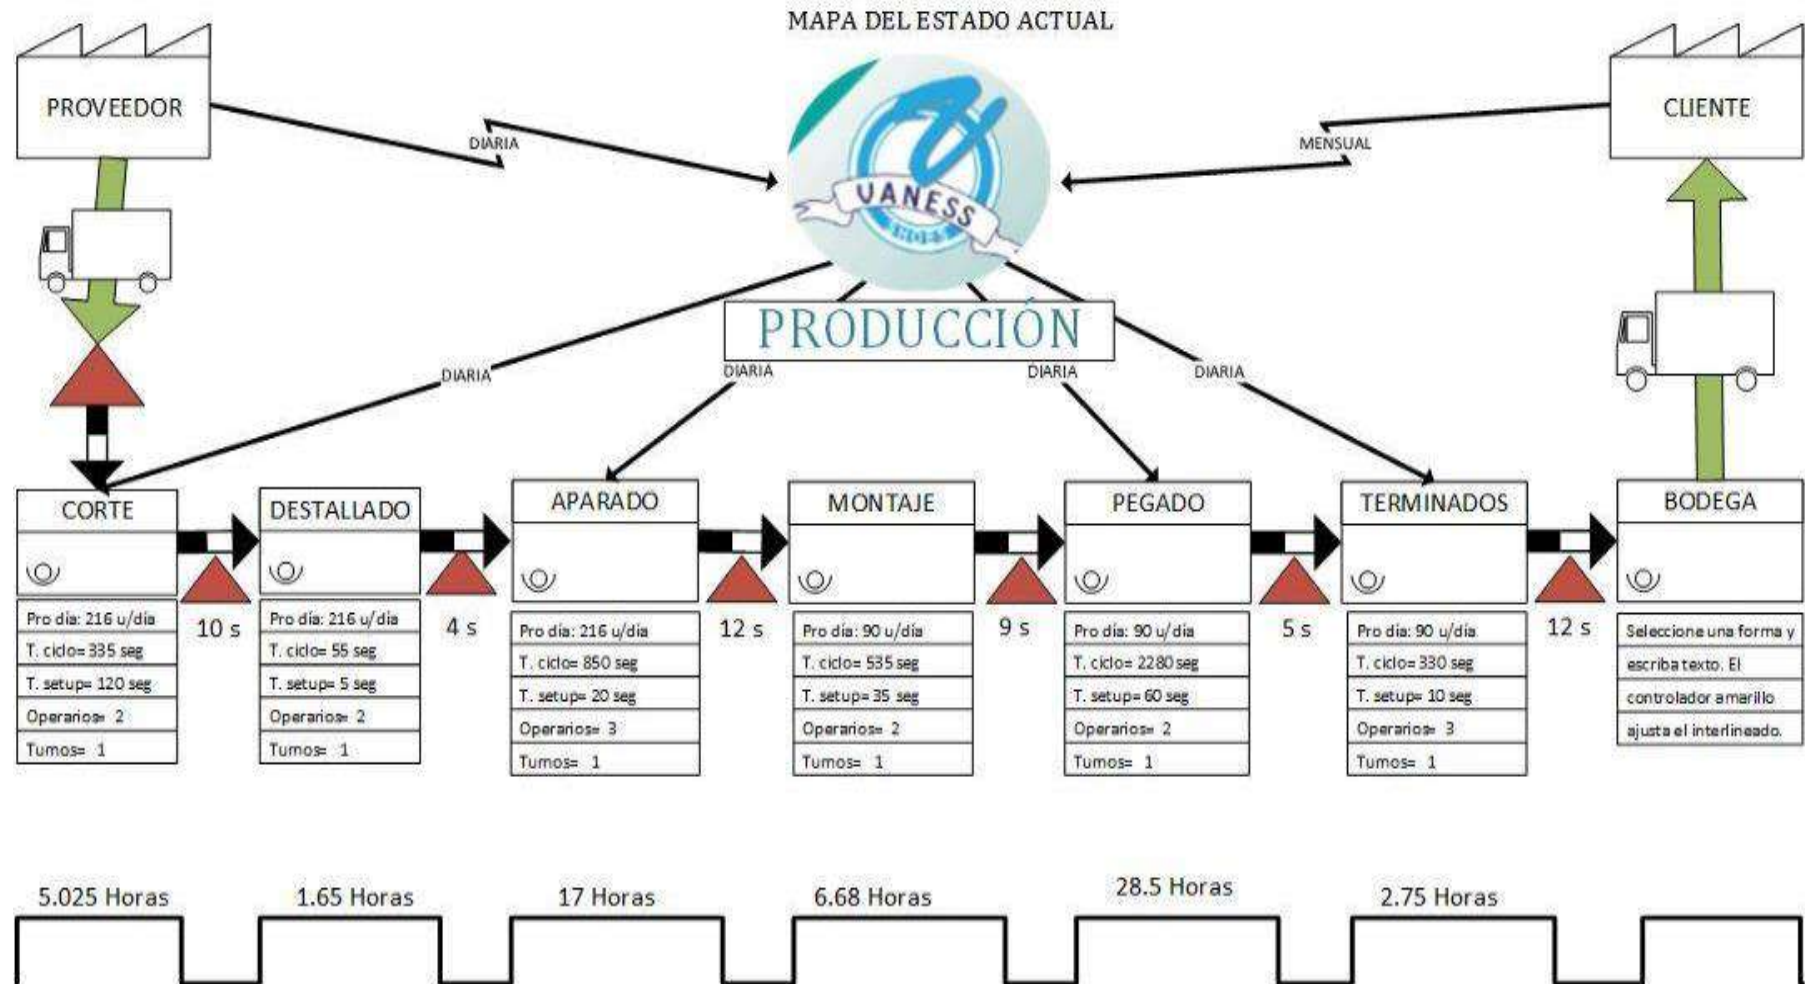 MAPA DEL ESTADO ACTUAL
PROVEEDOR
CLIENTE
DIARIA
MENSUAL
VANESS
SHOES
PRODUCCIÓN
DIARIA
DIARIA
DIARIA
DIARIA
CORTE
Pro día: 216 u/día
T. ciclo= 335 seg
T. setup= 120 seg
Operarios= 2
Turnos= 1
10 s
DESTALLADO
Pro día: 216 u/día
T. ciclo= 55 seg
T. setup= 5 seg
Operarios= 2
Turnos= 1
4 s
APARADO
Pro día: 216 u/día
T. ciclo= 850 seg
T. setup= 20 seg
Operarios= 3
Turnos= 1
12 s
MONTAJE
Pro día: 90 u/día
T. ciclo= 535 seg
T. setup= 35 seg
Operarios= 2
Turnos= 1
9 s
PEGADO
Pro día: 90 u/día
T. ciclo= 2280 seg
T. setup= 60 seg
Operarios= 2
Turnos= 1
5 s
TERMINADOS
Pro día: 90 u/día
T. ciclo= 330 seg
T. setup= 10 seg
Operarios= 3
Turnos= 1
12 s
BODEGA
Seleccione una forma y
escriba texto. El
controlador amarillo
ajusta el interlineado.
5.025 Horas
1.65 Horas
17 Horas
6.68 Horas
28.5 Horas
2.75 Horas